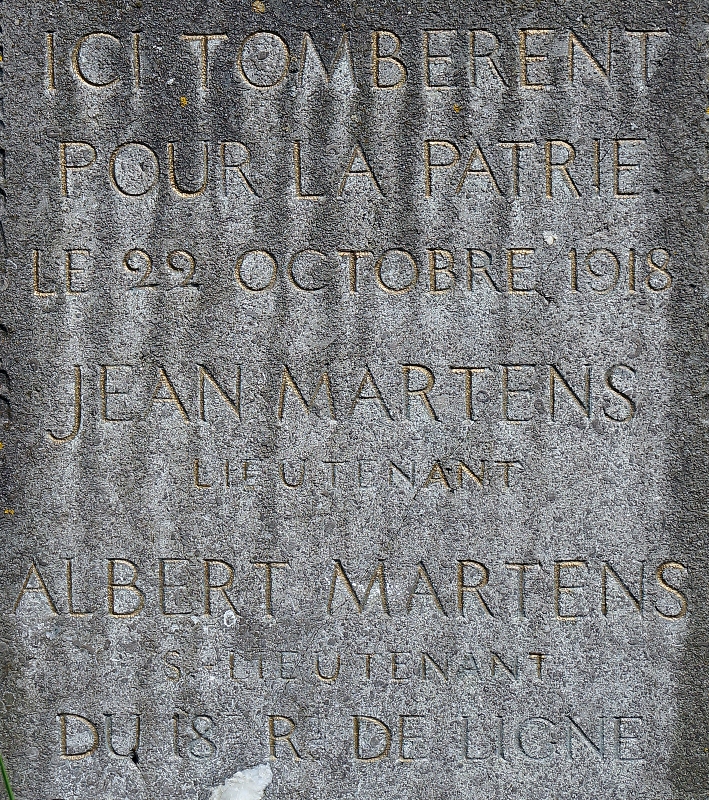 ICI TOMBERENT
POUR LA PATRIE
LE 22 OCTOBRE 1918
JEAN MARTENS
LIEUTENANT
ALBERT MARTENS
S-LIEUTENANT
DU 18e R. DE LIGNE